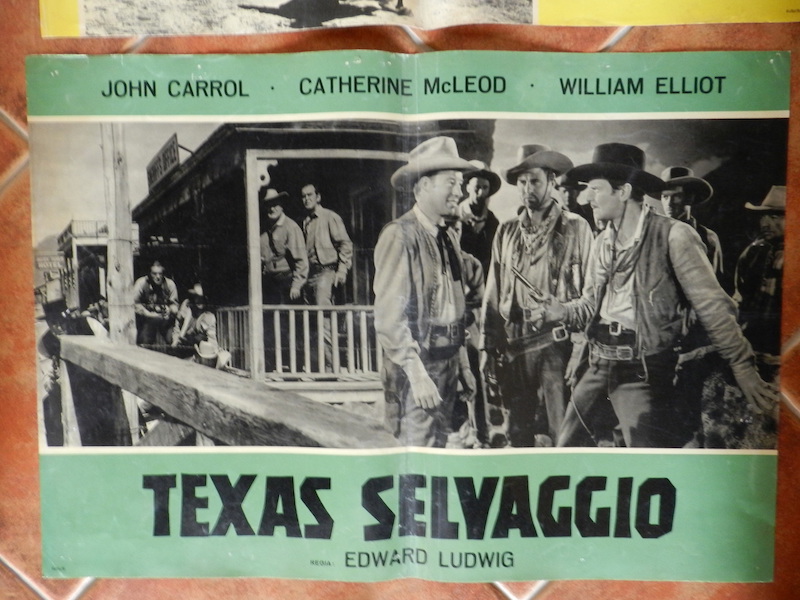 JOHN CARROL · CATHERINE McLEOD · WILLIAM ELLIOT
TEXAS SELVAGGIO
REGIA: EDWARD LUDWIG